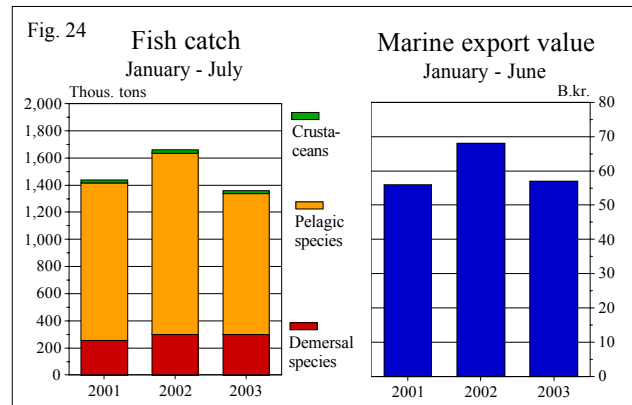 Fig. 24
Fish catch
January - July
Thous. tons
2,000
1,800
1,600
1,400
1,200
1,000
800
600
400
200
0
2001
2002
2003
Crusta-
ceans
Pelagic
species
Demersal
species
Marine export value
January - June
B.kr.
80
70
60
50
40
30
20
10
0
2001
2002
2003